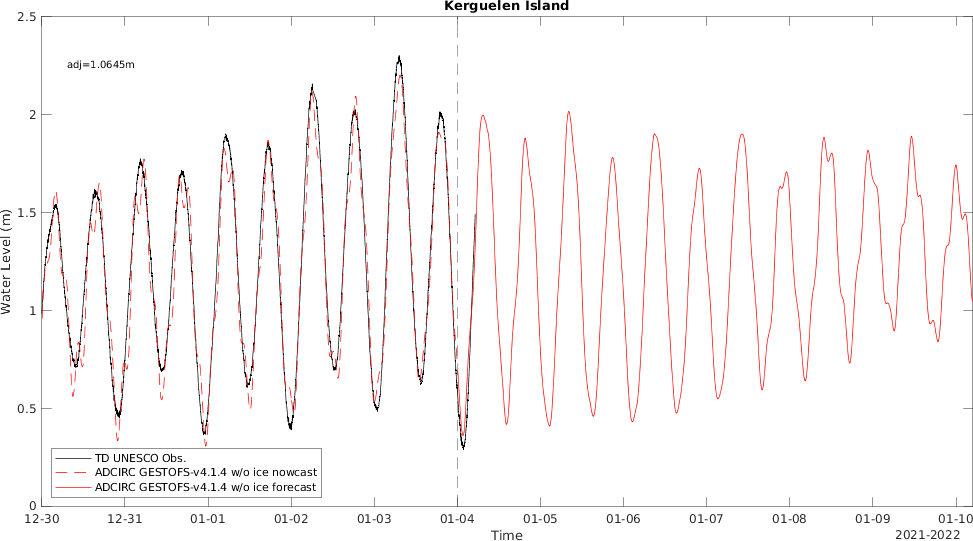 Kerguelen Island
2.5
adj=1.0645m
2
1.5
1
0.5
0
Water Level (m)
TD UNESCO Obs.
ADCIRC GESTOFS-v4.1.4 w/o ice nowcast
ADCIRC GESTOFS-v4.1.4 w/o ice forecast
12-30 12-31 01-01 01-02 01-03 01-04 01-05 01-06 01-07 01-08 01-09 01-10
Time
2021-2022